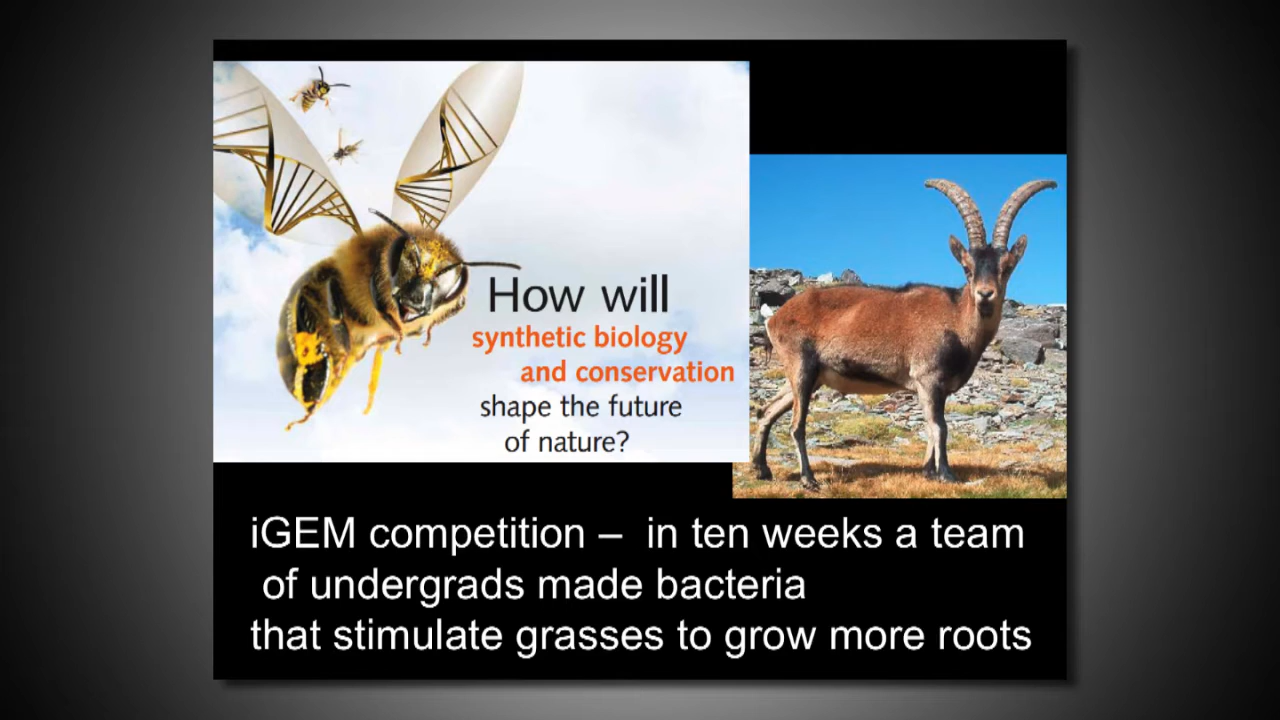 How will
synthetic biology
and conservation
shape the future
of nature?
iGEM competition – in ten weeks a team
of undergrads made bacteria
that stimulate grasses to grow more roots